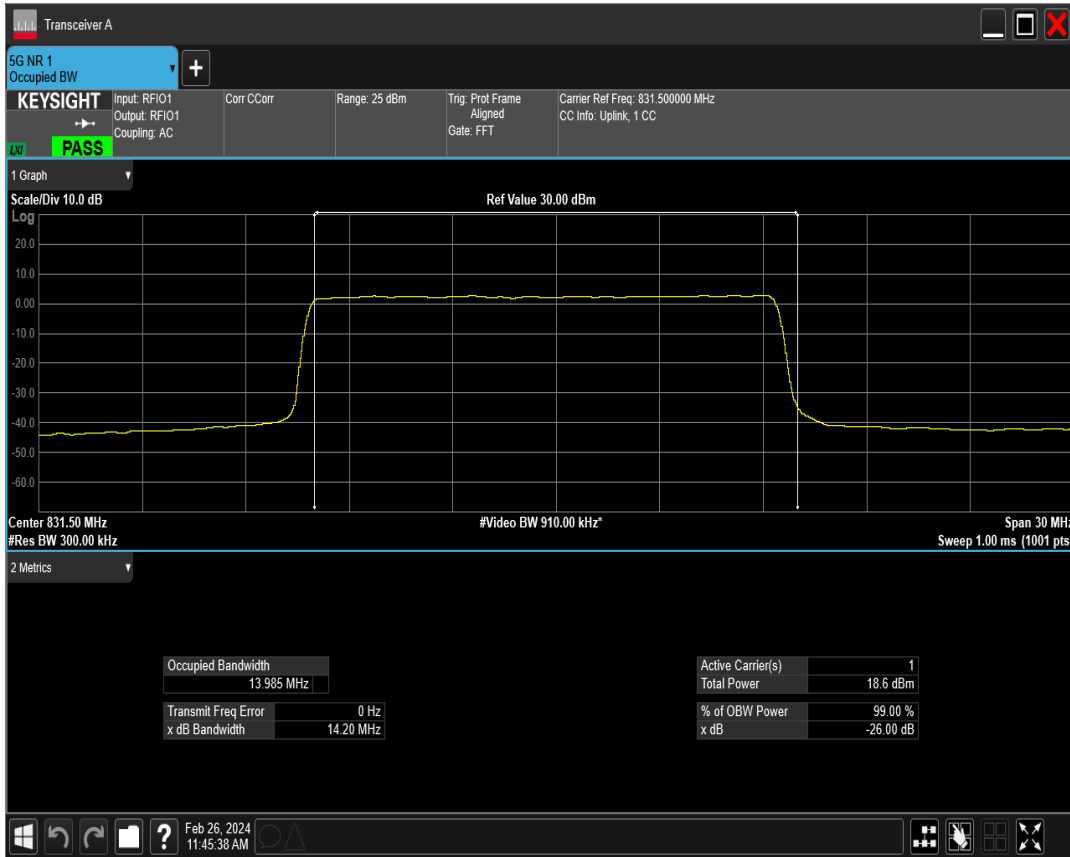 Transceiver A
5G NR 1
Occupied BW
KEYSIGHT
LXI
PASS
Input: RFIO1
Output: RFIO1
Coupling: AC
Corr CCorr
Range: 25 dBm
Trig: Prot Frame
Aligned
Gate: FFT
Carrier Ref Freq: 831.500000 MHz
CC Info: Uplink, 1 CC
1 Graph
Scale/Div 10.0 dB
Ref Value 30.00 dBm
Log
20.0
10.0
0.00
-10.0
-20.0
-30.0
-40.0
-50.0
-60.0
Center 831.50 MHz
#Video BW 910.00 kHz*
Span 30 MHz
#Res BW 300.00 kHz
Sweep 1.00 ms (1001 pts
2 Metrics
Occupied Bandwidth
13.985 MHz
Transmit Freq Error 0 Hz
x dB Bandwidth 14.20 MHz
Active Carrier(s) 1
Total Power 18.6 dBm
% of OBW Power 99.00 %
x dB -26.00 dB
Feb 26, 2024
11:45:38 AM